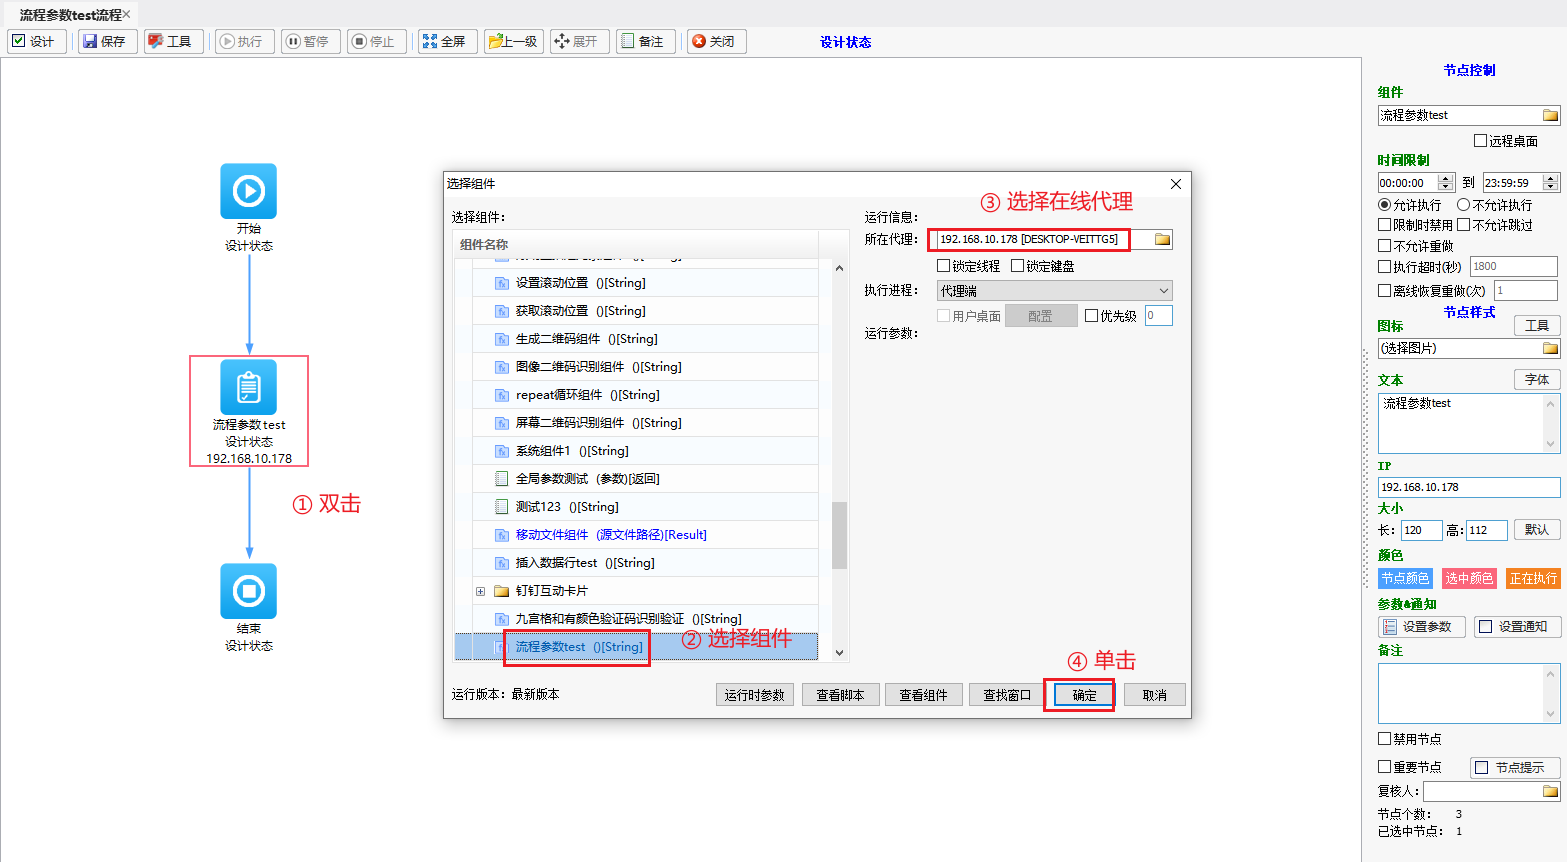 流程参数test流程×
设计
保存
工具
执行
暂停
停止
全屏
上一级
展开
备注
关闭
设计状态
开始
设计状态
流程参数test
设计状态
192.168.10.178
① 双击
结束
设计状态
选择组件
选择组件：
组件名称
设置滚动位置 ()[String]
获取滚动位置 ()[String]
生成二维码组件 ()[String]
图像二维码识别组件 ()[String]
repeat循环组件 ()[String]
屏幕二维码识别组件 ()[String]
系统组件1 ()[String]
全局参数测试 (参数)[返回]
测试123 ()[String]
移动文件组件 (源文件路径)[Result]
插入数据行test ()[String]
钉钉互动卡片
九宫格和有颜色验证码识别验证 ()[String]
流程参数test ()[String]
② 选择组件
③ 选择在线代理
运行信息：
所在代理： 192.168.10.178 [DESKTOP-VEITTG5]
锁定线程 锁定键盘
执行进程： 代理端
用户桌面 配置 优先级 0
运行参数：
④ 单击
运行版本：最新版本
运行时参数
查看脚本
查看组件
查找窗口
确定
取消
节点控制
组件
流程参数test
远程桌面
时间限制
00:00:00 到 23:59:59
允许执行 不允许执行
限制时禁用 不允许跳过
不允许重做
执行超时(秒) 1800
离线恢复重做(次) 1
节点样式
图标 工具
(选择图片)
文本 字体
流程参数test
IP
192.168.10.178
大小
长: 120 高: 112 默认
颜色
节点颜色 选中颜色 正在执行
参数&通知
设置参数 设置通知
备注
禁用节点
重要节点 节点提示
复核人:
节点个数： 3
已选中节点： 1